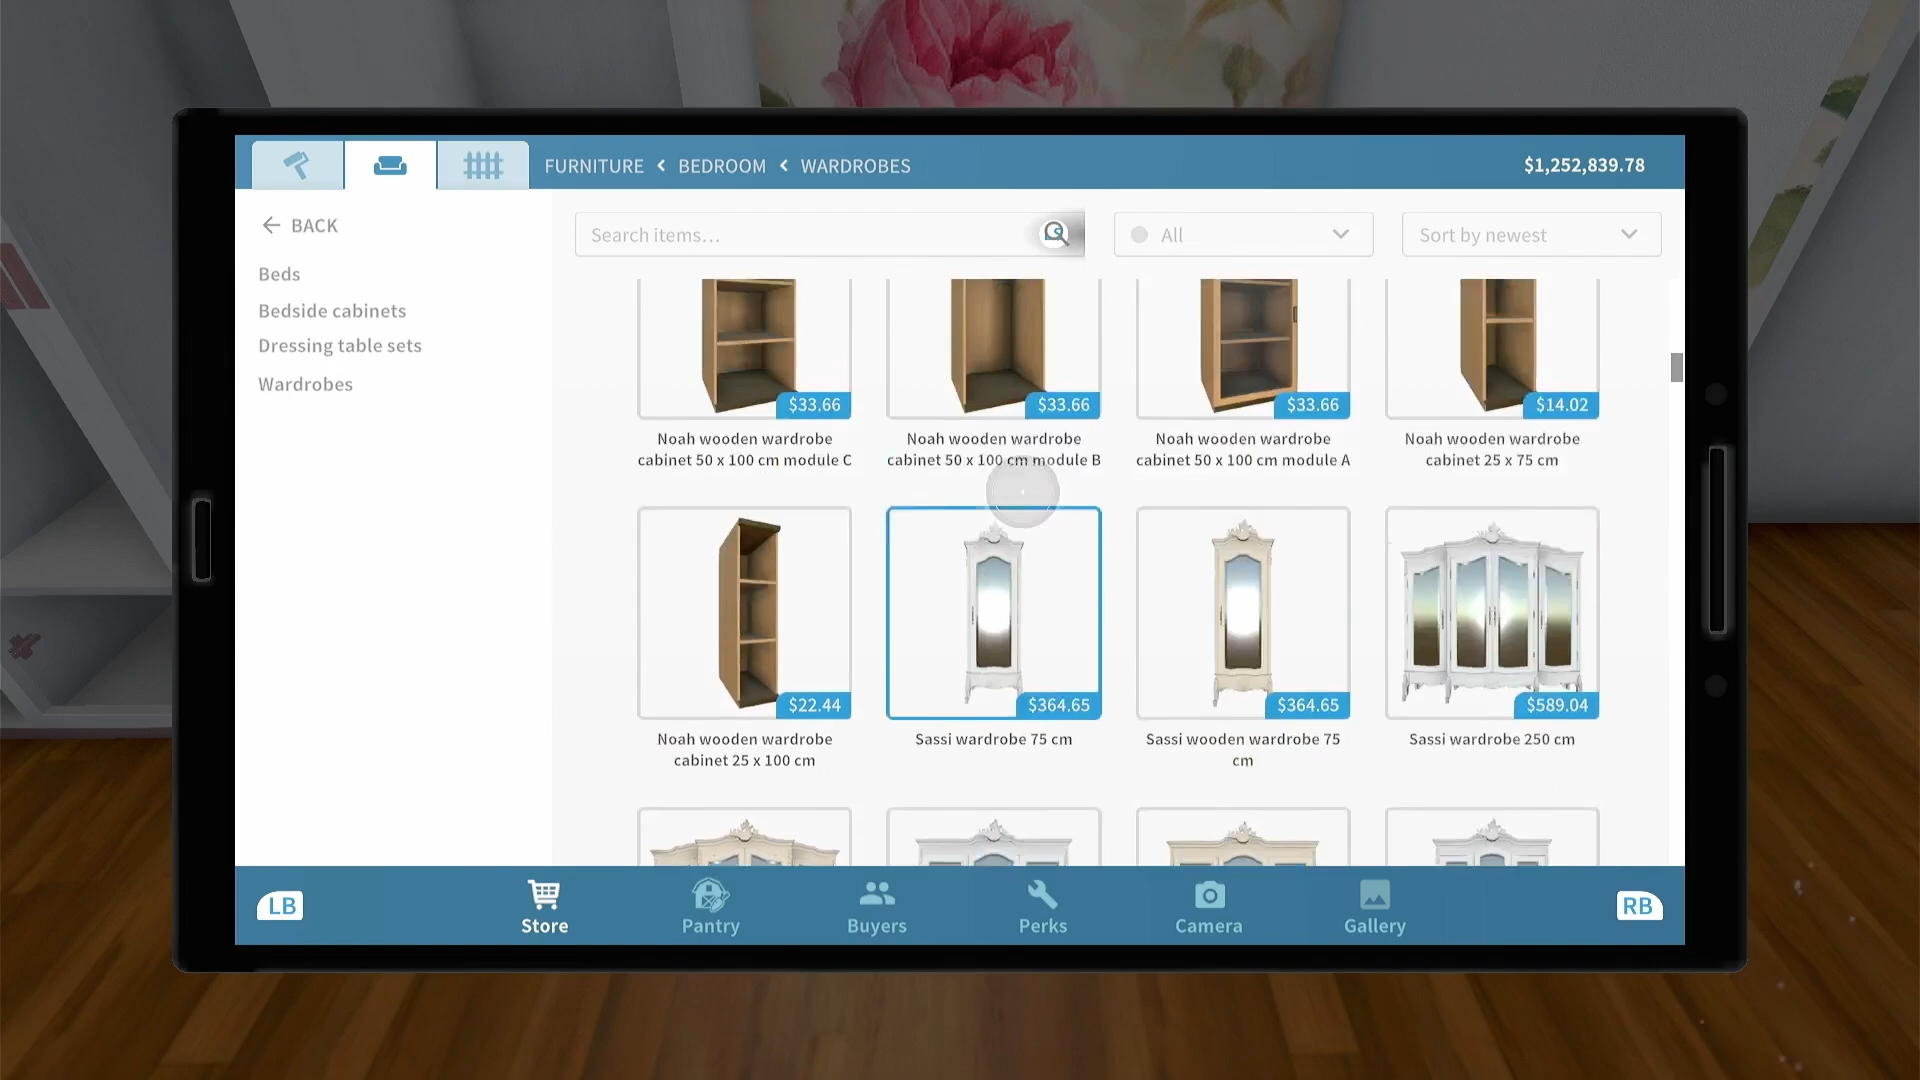 FURNITURE < BEDROOM < WARDROBES
$1,252,839.78
BACK
Beds
Bedside cabinets
Dressing table sets
Wardrobes
Search items...
LS
All
Sort by newest
$33.66
$33.66
$33.66
$14.02
Noah wooden wardrobe
cabinet 50 x 100 cm module C
Noah wooden wardrobe
cabinet 50 x 100 cm module B
Noah wooden wardrobe
cabinet 50 x 100 cm module A
Noah wooden wardrobe
cabinet 25 x 75 cm
$22.44
$364.65
$364.65
$589.04
Noah wooden wardrobe
cabinet 25 x 100 cm
Sassi wardrobe 75 cm
Sassi wooden wardrobe 75
cm
Sassi wardrobe 250 cm
LB
Store
Pantry
Buyers
Perks
Camera
Gallery
RB